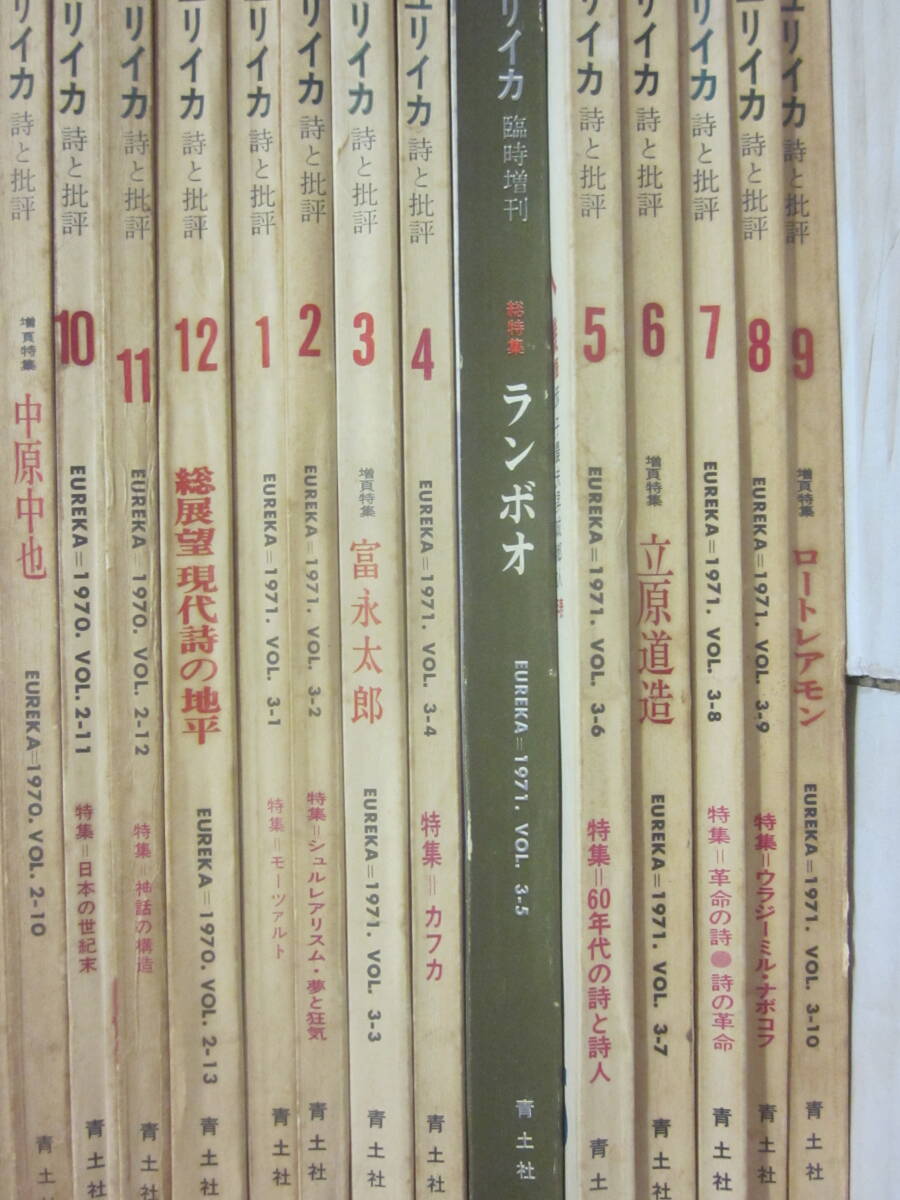 リイカ 詩と批評
増頁特集
中原中也
EUREKA=1970. VOL. 2-10
青土
リイカ 詩と批評
10
EUREKA=1970. VOL. 2-11
特集=日本の世紀末
青土社
リイカ 詩と批評
11
EUREKA=1970. VOL. 2-12
特集=神話の構造
青土社
リイカ 詩と批評
12
総展望 現代詩の地平
EUREKA=1970. VOL. 2-13
青土社
リイカ 詩と批評
1
EUREKA=1971. VOL. 3-1
特集=モーツァルト
青土社
リイカ 詩と批評
2
EUREKA=1971. VOL. 3-2
特集=シュルレアリスム・夢と狂気
青土社
リイカ 詩と批評
3
増頁特集
富永太郎
EUREKA=1971. VOL. 3-3
青土社
ユリイカ 詩と批評
4
EUREKA=1971. VOL. 3-4
特集=カフカ
青土社
リイカ 臨時増刊
総特集
ランボオ
EUREKA=1971. VOL. 3-5
青土社
リイカ 詩と批評
5
EUREKA=1971. VOL. 3-6
特集=60年代の詩と詩人
青土
リイカ 詩と批評
6
増頁特集
立原道造
EUREKA=1971. VOL. 3-7
青土社
リイカ 詩と批評
7
EUREKA=1971. VOL. 3-8
特集=革命の詩●詩の革命
青土社
ユリイカ 詩と批評
8
EUREKA=1971. VOL. 3-9
特集=ウラジーミル・ナボコフ
青土社
ユリイカ 詩と批評
9
増頁特集
ロートレアモン
EUREKA=1971. VOL. 3-10
青土社